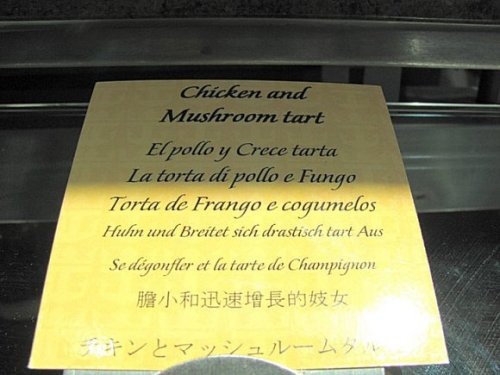 Chicken and
Mushroom tart
El pollo y Crece tarta
La torta di pollo e Fungo
Torta de Frango e cogumelos
Huhn und Breitet sich drastisch tart Aus
Se dégonfler et la tarte de Champignon
膽小和迅速增長的妓女
チキンとマッシュルームタル